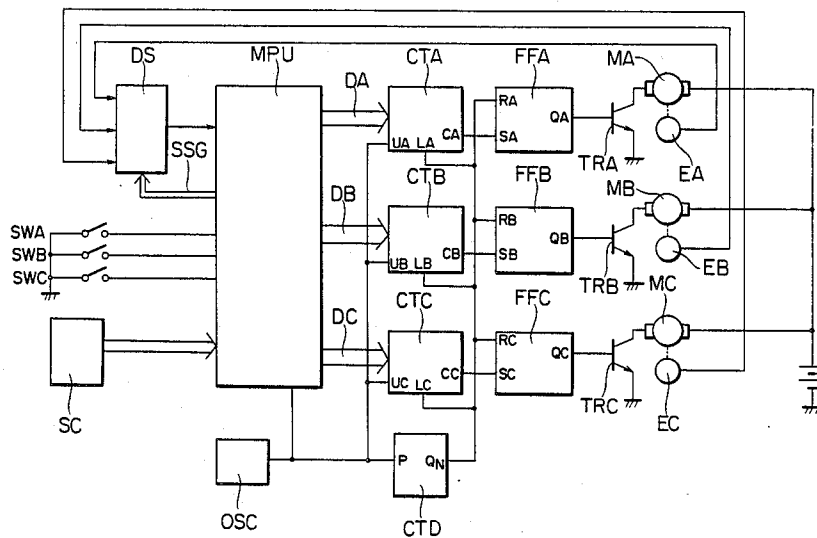 DS
MPU
DA
CTA
FFA
MA
RA
QA
CA
SA
UA LA
SSG
TRA
EA
DB
CTB
FFB
MB
SWA
SWB
SWC
RB
QB
CB
SB
UB LB
TRB
EB
DC
CTC
FFC
MC
RC
QC
CC
SC
UC LC
TRC
EC
SC
OSC
P QN
CTD